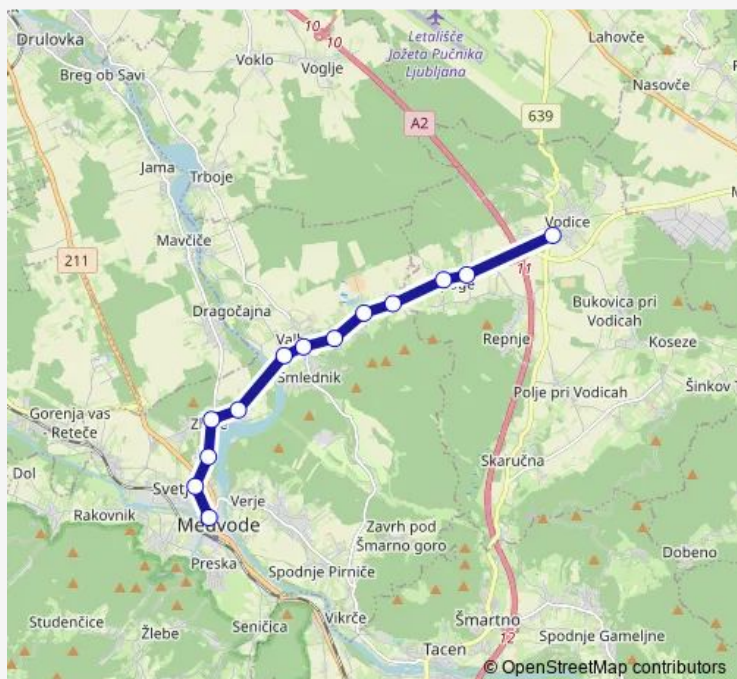 Drulovka
Breg ob Savi
Voklo
Voglje
10
10
Letališče
Jožeta Pučnika
Ljubljana
Lahovče
Nasovče
639
A2
Jama
Trboje
Mavčiče
211
Vodice
11
Dragočajna
Bukovica pri
Vodicah
Repnje
Koseze
Smlednik
Polje pri Vodicah
Šinkov T
Gorenja vas
- Reteče
Skaručna
Dol
Rakovnik
Verje
Medvode
Zavrh pod
Šmarno goro
Dobeno
Preska
Spodnje Pirniče
Studenčice
Žlebe
Seničica
Vikrče
Šmartno
12
Tacen
Spodnje Gameljne
© OpenStreetMap contributors